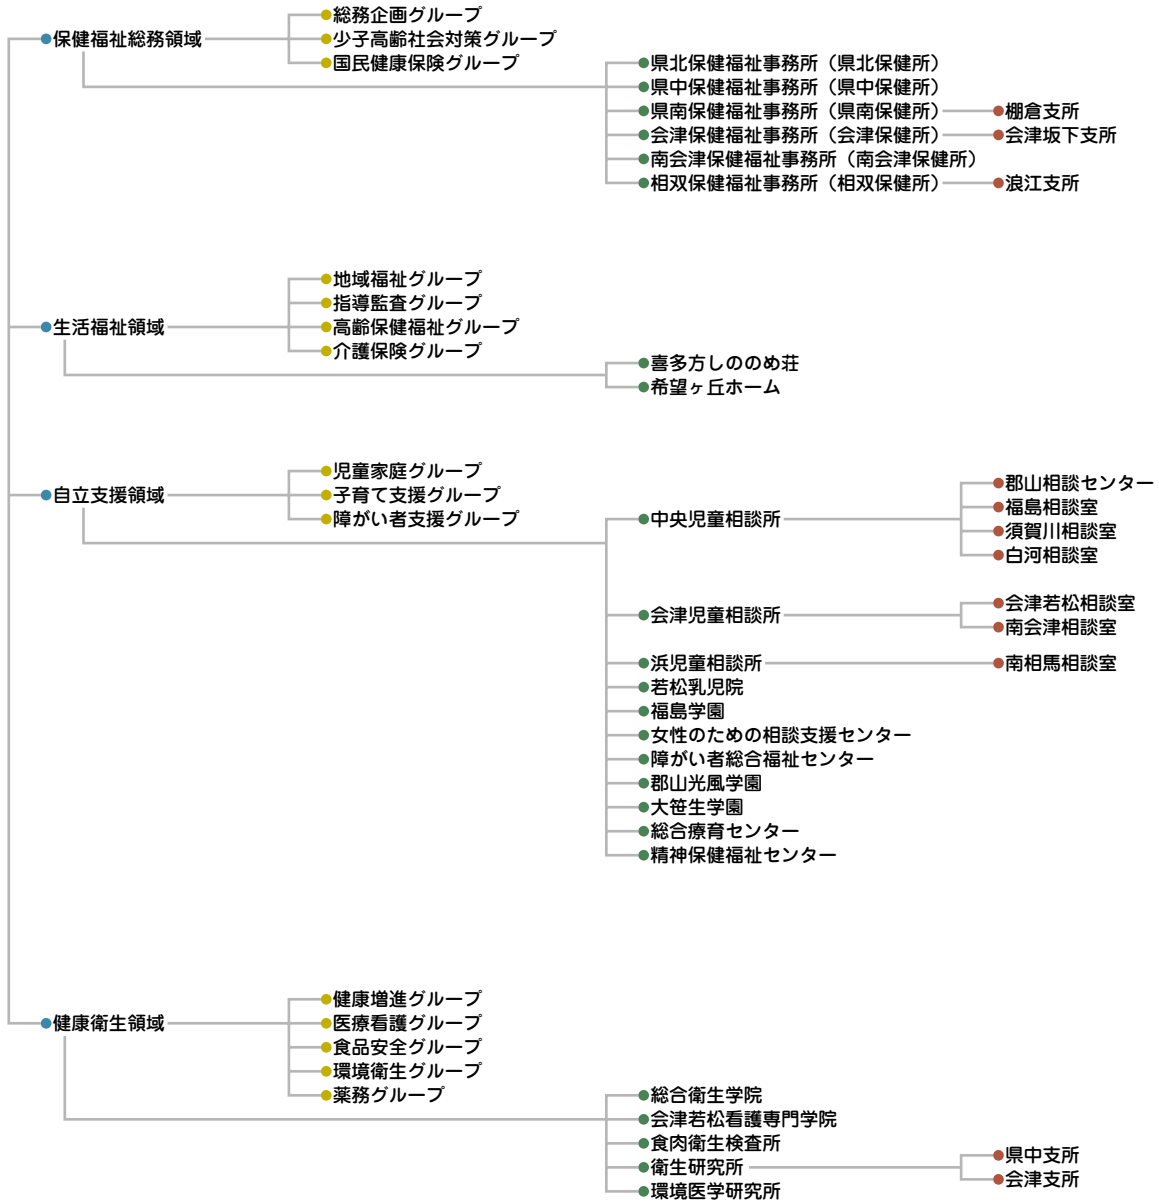 総務企画グループ
保健福祉総務領域
少子高齢社会対策グループ
国民健康保険グループ
県北保健福祉事務所（県北保健所）
県中保健福祉事務所（県中保健所）
県南保健福祉事務所（県南保健所）
棚倉支所
会津保健福祉事務所（会津保健所）
会津坂下支所
南会津保健福祉事務所（南会津保健所）
相双保健福祉事務所（相双保健所）
浪江支所
地域福祉グループ
指導監査グループ
生活福祉領域
高齢保健福祉グループ
介護保険グループ
喜多方しののめ荘
希望ヶ丘ホーム
児童家庭グループ
自立支援領域
子育て支援グループ
障がい者支援グループ
中央児童相談所
郡山相談センター
福島相談室
須賀川相談室
白河相談室
会津児童相談所
会津若松相談室
南会津相談室
浜児童相談所
南相馬相談室
若松乳児院
福島学園
女性のための相談支援センター
障がい者総合福祉センター
郡山光風学園
大笹生学園
総合療育センター
精神保健福祉センター
健康増進グループ
健康衛生領域
医療看護グループ
食品安全グループ
環境衛生グループ
薬務グループ
総合衛生学院
会津若松看護専門学院
食肉衛生検査所
衛生研究所
県中支所
会津支所
環境医学研究所